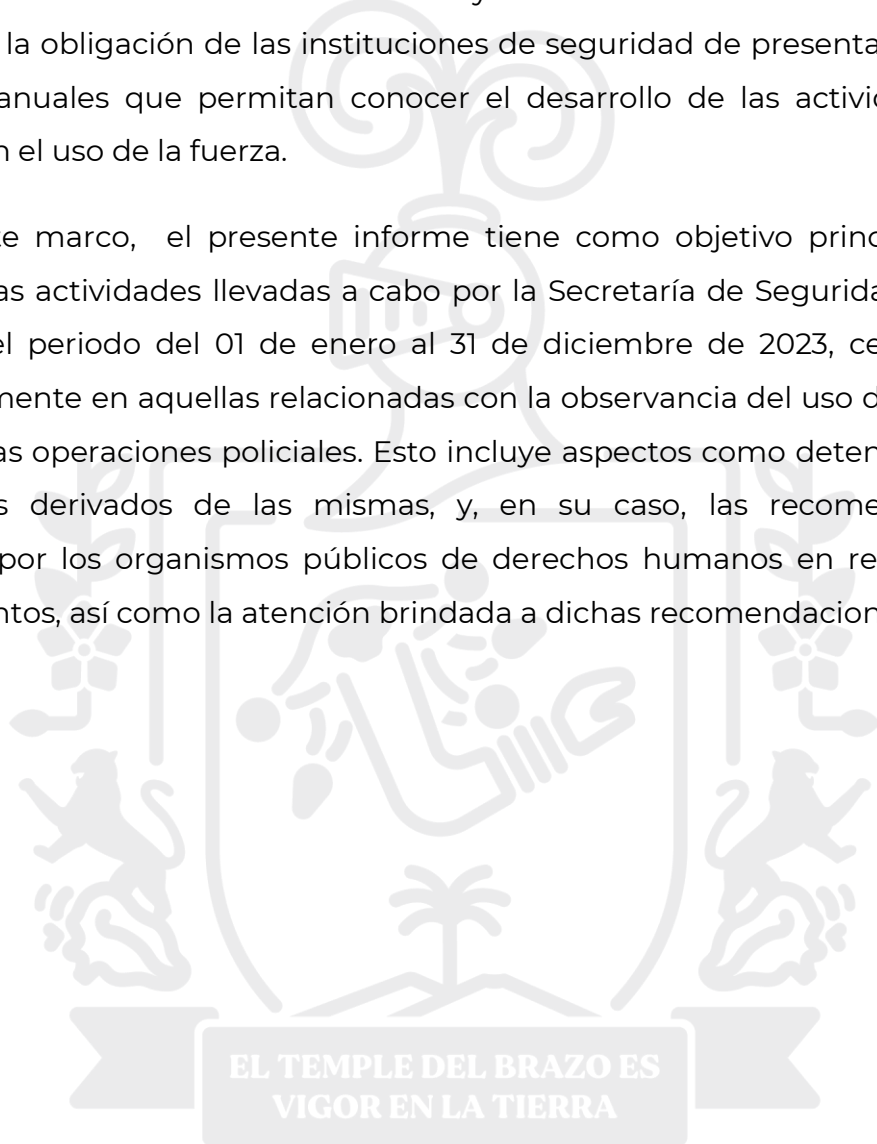 la obligación de las instituciones de seguridad de presenta
anuales que permitan conocer el desarrollo de las activi
n el uso de la fuerza.
te marco, el presente informe tiene como objetivo princ
as actividades llevadas a cabo por la Secretaría de Segurida
el periodo del 01 de enero al 31 de diciembre de 2023, ce
mente en aquellas relacionadas con la observancia del uso d
as operaciones policiales. Esto incluye aspectos como deten
s derivados de las mismas, y, en su caso, las recome
por los organismos públicos de derechos humanos en re
ntos, así como la atención brindada a dichas recomendacion
EL TEMPLE DEL BRAZO ES
VIGOR EN LA TIERRA